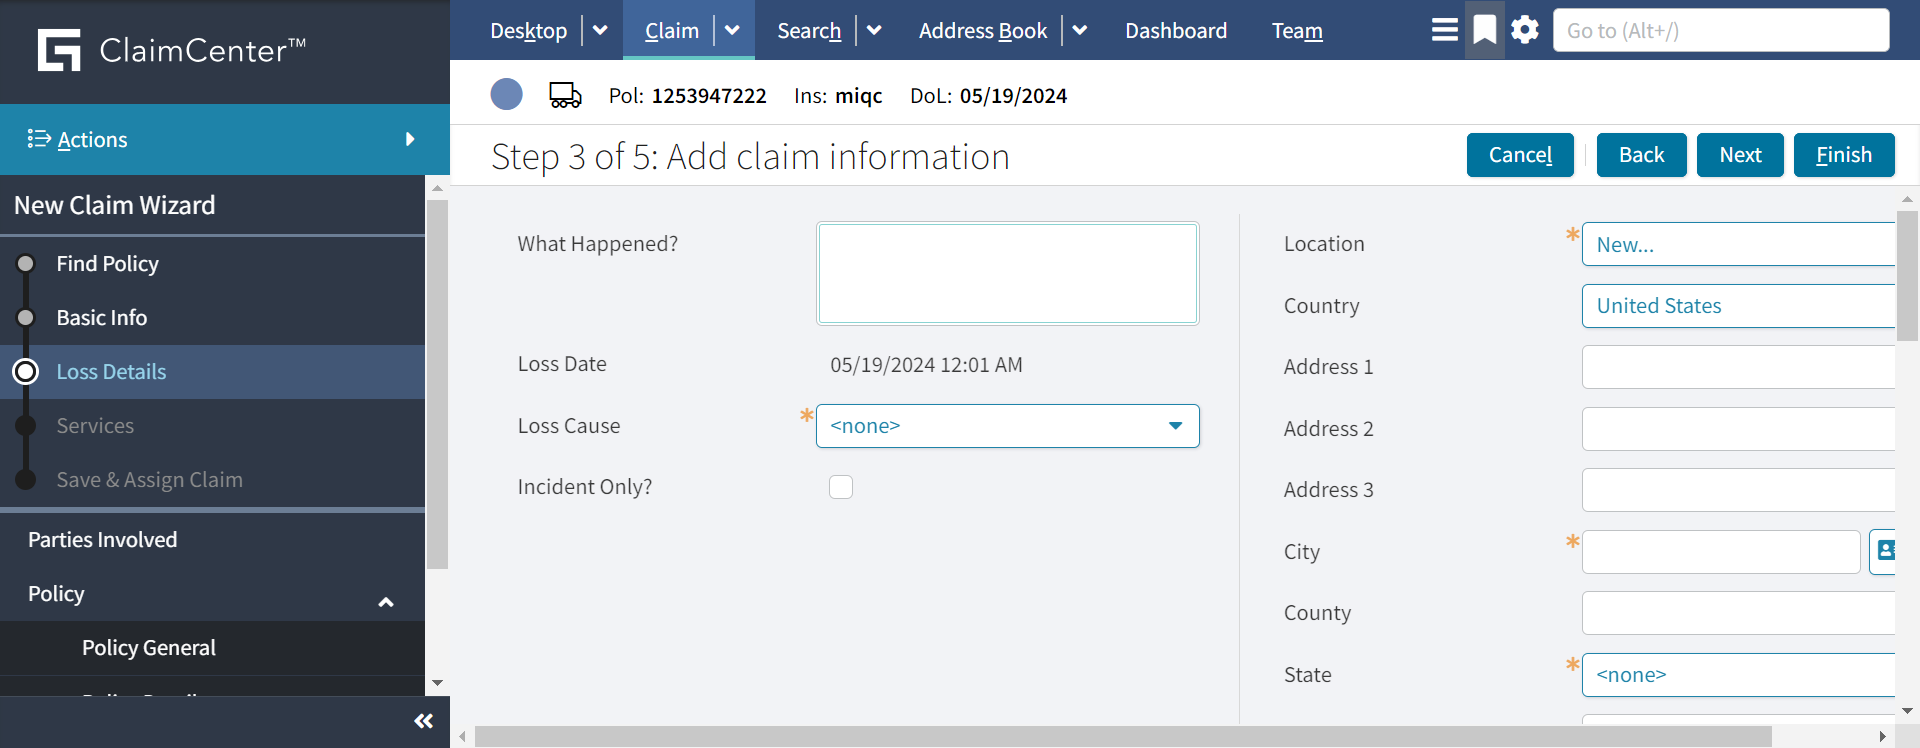 ClaimCenter™
Desktop
Claim
Search
Address Book
Dashboard
Team
Go to (Alt+/)
Pol: 1253947222 Ins: miqc DoL: 05/19/2024
Actions
Step 3 of 5: Add claim information
Cancel
Back
Next
Finish
New Claim Wizard
Find Policy
Basic Info
Loss Details
Services
Save & Assign Claim
Parties Involved
Policy
Policy General
What Happened?
Loss Date 05/19/2024 12:01 AM
Loss Cause * <none>
Incident Only?
Location * New...
Country United States
Address 1
Address 2
Address 3
City *
County
State * <none>